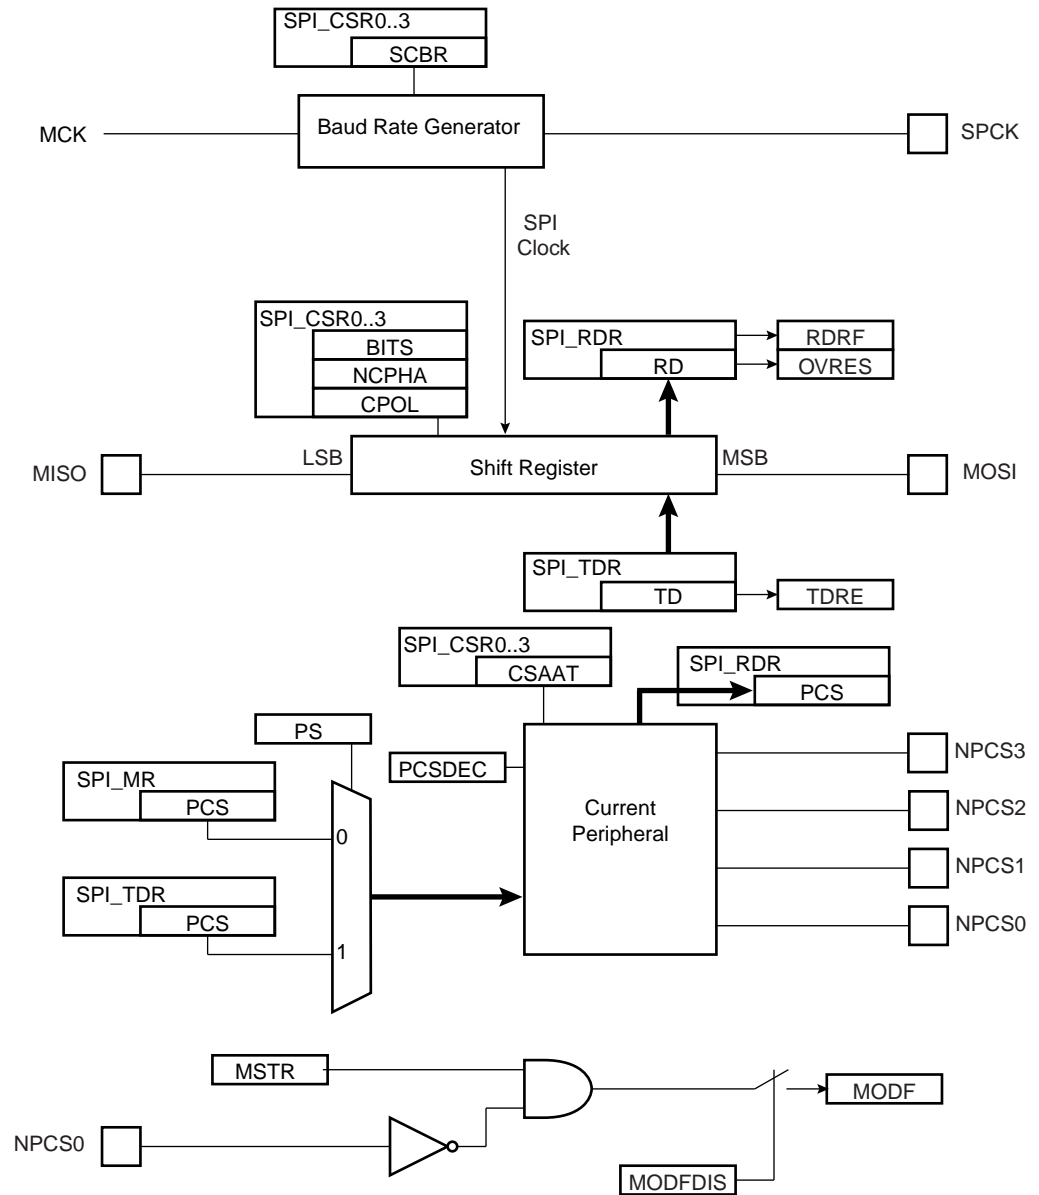 SPI_CSR0..3
SCBR
MCK
Baud Rate Generator
SPCK
SPI
Clock
SPI_CSR0..3
BITS
NCPHA
CPOL
SPI_RDR
RD
RDRF
OVRES
MISO
LSB
Shift Register
MSB
MOSI
SPI_TDR
TD
TDRE
SPI_CSR0..3
CSAAT
SPI_RDR
PCS
PS
PCSDEC
SPI_MR
PCS
0
Current
Peripheral
NPCS3
NPCS2
NPCS1
NPCS0
SPI_TDR
PCS
1
MSTR
MODF
NPCS0
MODFDIS